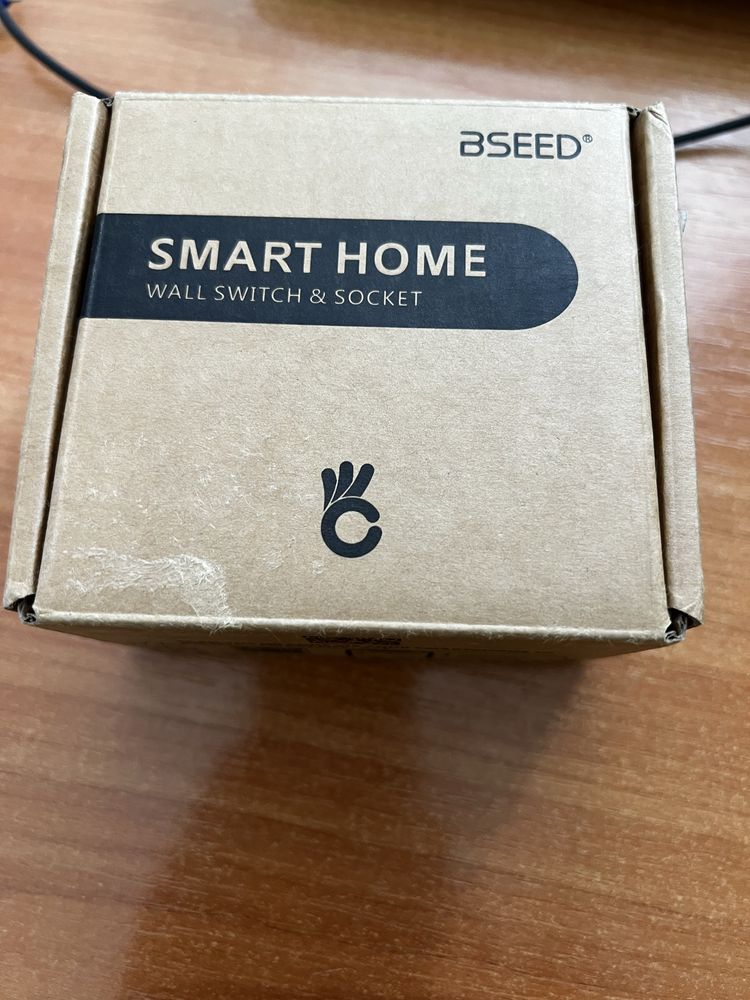 BSEED®
SMART HOME
WALL SWITCH & SOCKET